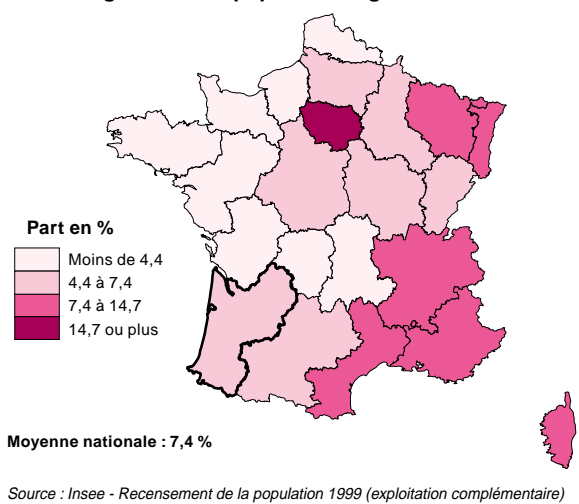 Part en %
Moins de 4,4
4,4 à 7,4
7,4 à 14,7
14,7 ou plus
Moyenne nationale : 7,4 %
Source : Insee - Recensement de la population 1999 (exploitation complémentaire)